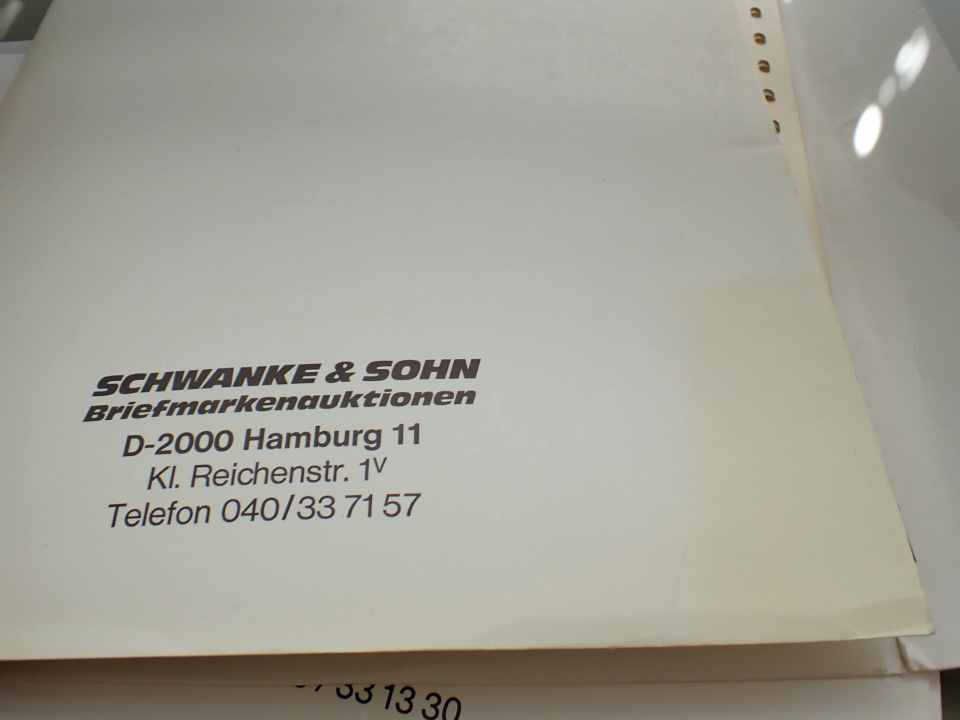 SCHWANKE & SOHN
Briefmarkenauktionen
D-2000 Hamburg 11
Kl. Reichenstr. 1V
Telefon 040/33 71 57
33 13 30